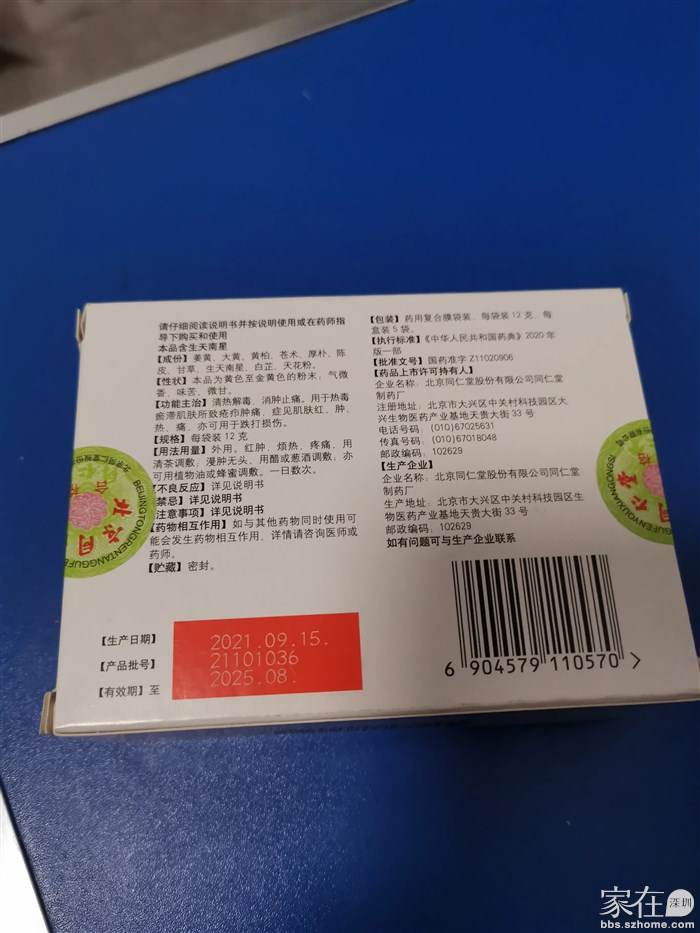 请仔细阅读说明书并按说明使用或在药师指
导下购买和使用
本品含生天南星
【成份】姜黄、大黄、黄柏、苍术、厚朴、陈
皮、甘草、生天南星、白芷、天花粉。
【性状】本品为黄色至金黄色的粉末；气微
香，味苦、微甘。
【功能主治】清热解毒，消肿止痛。用于热毒
瘀滞肌肤所致疮疖肿痛，症见肌肤红、肿、
热、痛，亦可用于跌打损伤。
【规格】每袋装12克
【用法用量】外用。红肿，烦热，疼痛，用
清茶调敷；漫肿无头，用醋或葱酒调敷；亦
可用植物油或蜂蜜调敷。一日数次。
【不良反应】详见说明书
【禁忌】详见说明书
【注意事项】详见说明书
【药物相互作用】如与其他药物同时使用可
能会发生药物相互作用，详情请咨询医师或
药师。
【贮藏】密封。
【包装】药用复合膜袋装，每袋装12克，每
盒装5袋。
【执行标准】《中华人民共和国药典》2020年
版一部
【批准文号】国药准字Z11020906
【药品上市许可持有人】
企业名称：北京同仁堂股份有限公司同仁堂
制药厂
注册地址：北京市大兴区中关村科技园区大
兴生物医药产业基地天贵大街33号
电话号码：(010)67025631
传真号码：(010)67018048
邮政编码：102629
【生产企业】
企业名称：北京同仁堂股份有限公司同仁堂
制药厂
生产地址：北京市大兴区中关村科技园区生
物医药产业基地天贵大街33号
邮政编码：102629
如有问题可与生产企业联系
BEIJINGTONGRENTANGGUFE
北京同
GUFENYOUXIANGONGSI
【生产日期】 2021.09.15.
【产品批号】 21101036
【有效期】至 2025.08.
6 904579 110570
家在深圳
bbs.szhome.com